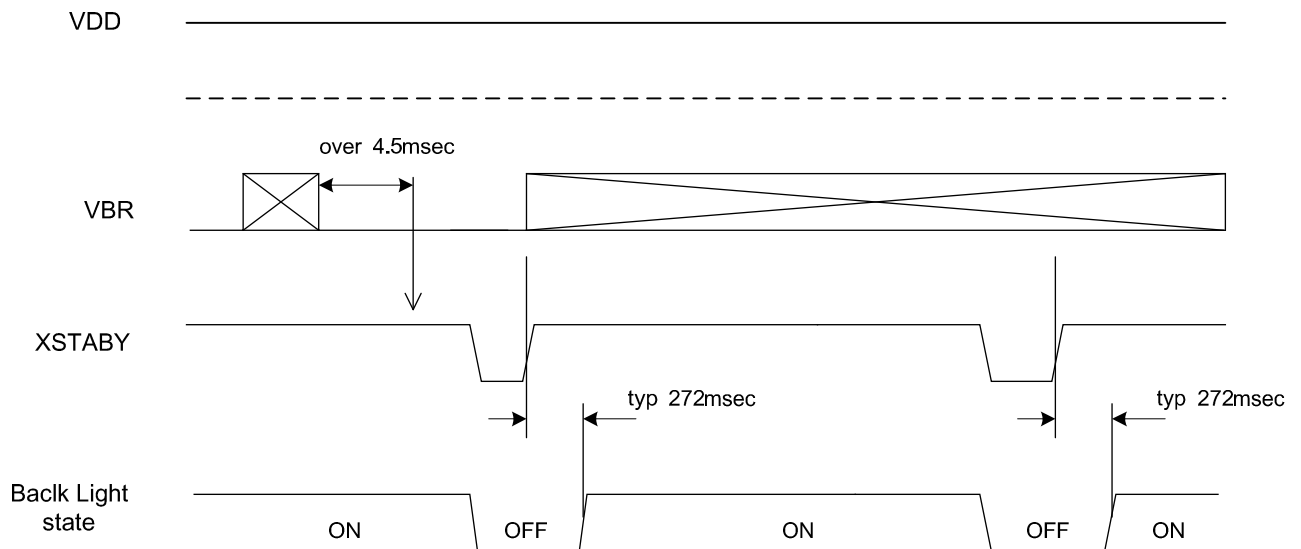 VDD
over 4.5msec
VBR
XSTABY
typ 272msec
typ 272msec
Baclk Light
state
ON
OFF
ON
OFF
ON